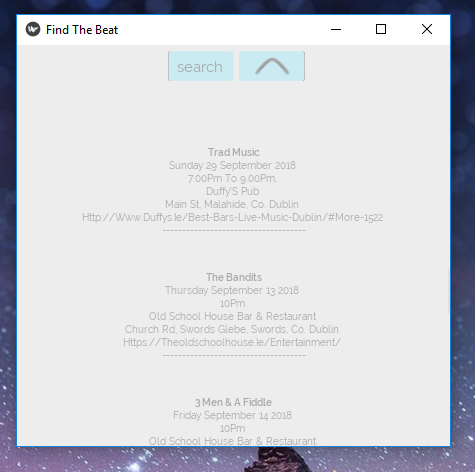 Find The Beat
search
Trad Music
Sunday 29 September 2018
7.00Pm To 9.00Pm.
Duffy'S Pub
Main St, Malahide, Co. Dublin
Http://Www.Duffys.Ie/Best-Bars-Live-Music-Dublin/#More-1522
------------------------------------
The Bandits
Thursday September 13 2018
10Pm
Old School House Bar & Restaurant
Church Rd, Swords Glebe, Swords, Co. Dublin
Https://Theoldschoolhouse.Ie/Entertainment/
------------------------------------
3 Men & A Fiddle
Friday September 14 2018
10Pm
Old School House Bar & Restaurant